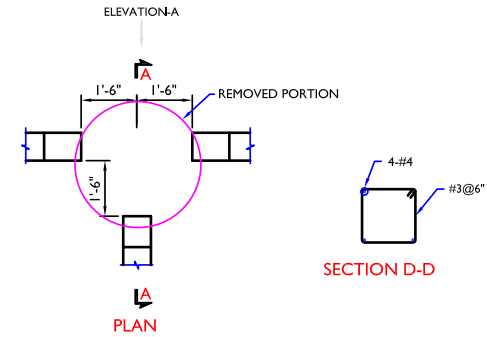 ELEVATION-A
A
1'-6" 1'-6"
REMOVED PORTION
1'-6"
4-#4
#3@6"
SECTION D-D
A
PLAN